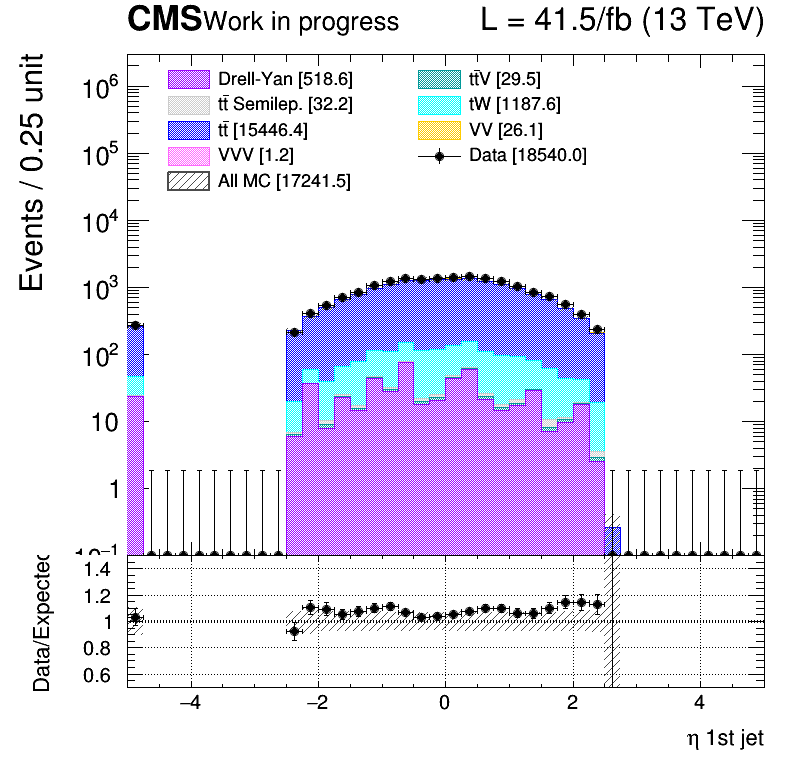 CMS Work in progress L = 41.5/fb (13 TeV)
Drell-Yan [518.6] tt̄V [29.5]
tt̄ Semilep. [32.2] tW [1187.6]
tt̄ [15446.4] VV [26.1]
VVV [1.2] Data [18540.0]
All MC [17241.5]
Events / 0.25 unit
10⁶
10⁵
10⁴
10³
10²
10
1
10⁻¹
Data/Expected
1.4
1.2
1
0.8
0.6
−4 −2 0 2 4
η 1st jet